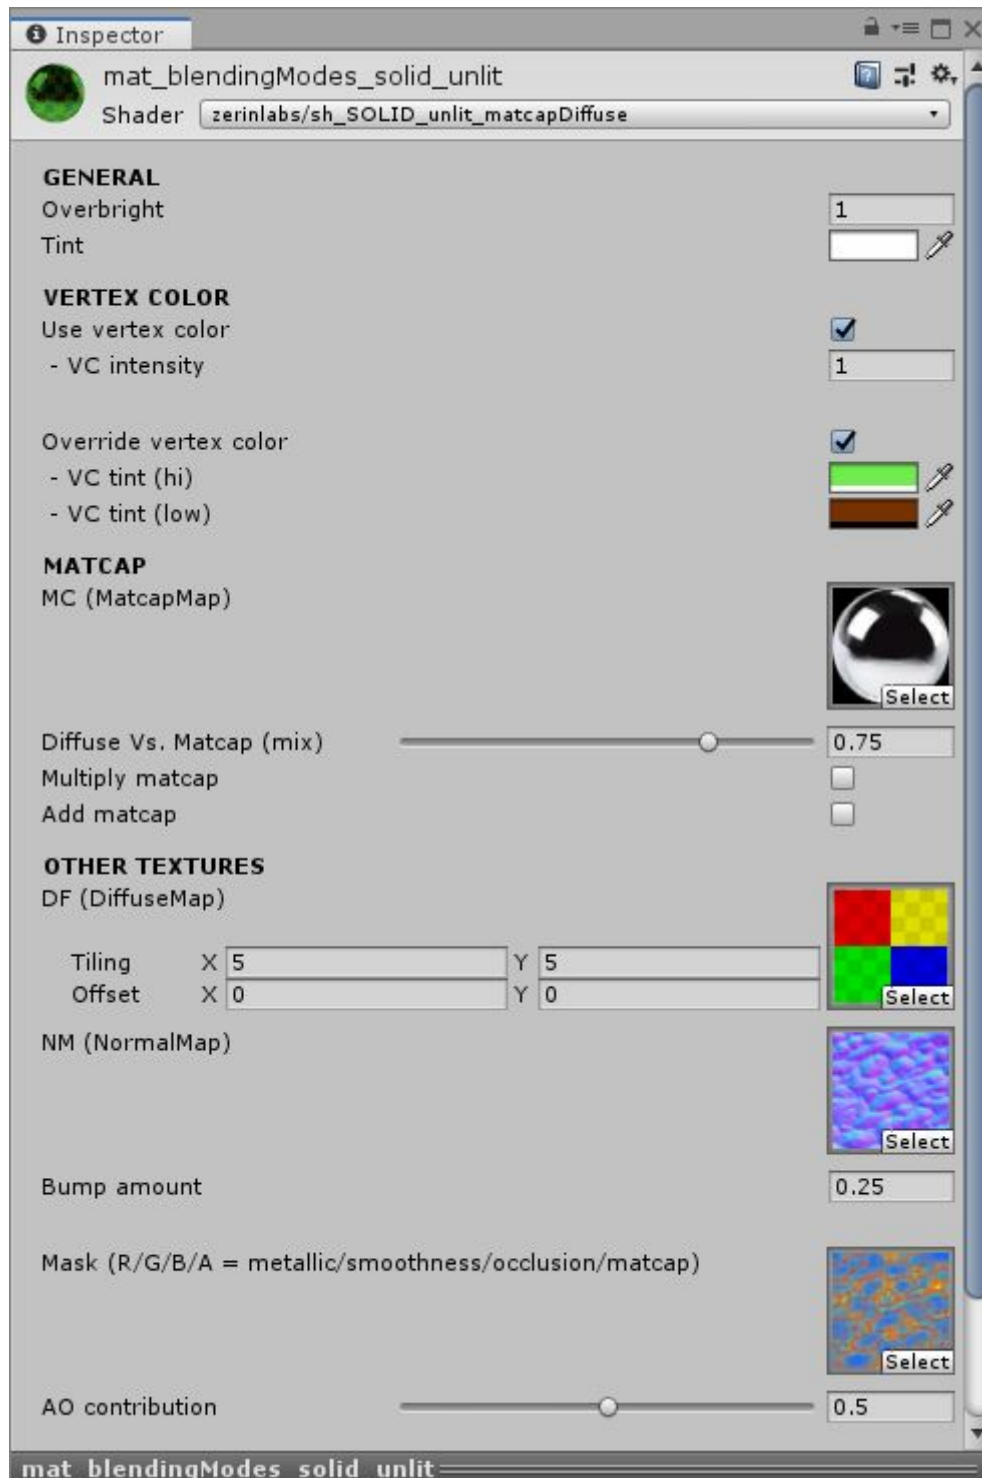 Inspector
mat_blendingModes_solid_unlit
Shader zerinlabs/sh_SOLID_unlit_matcapDiffuse
GENERAL
Overbright 1
Tint
VERTEX COLOR
Use vertex color
- VC intensity 1
Override vertex color
- VC tint (hi)
- VC tint (low)
MATCAP
MC (MatcapMap)
Select
Diffuse Vs. Matcap (mix) 0.75
Multiply matcap
Add matcap
OTHER TEXTURES
DF (DiffuseMap)
Tiling X 5 Y 5
Offset X 0 Y 0 Select
NM (NormalMap)
Select
Bump amount 0.25
Mask (R/G/B/A = metallic/smoothness/occlusion/matcap)
Select
AO contribution 0.5
mat_blendingModes_solid_unlit